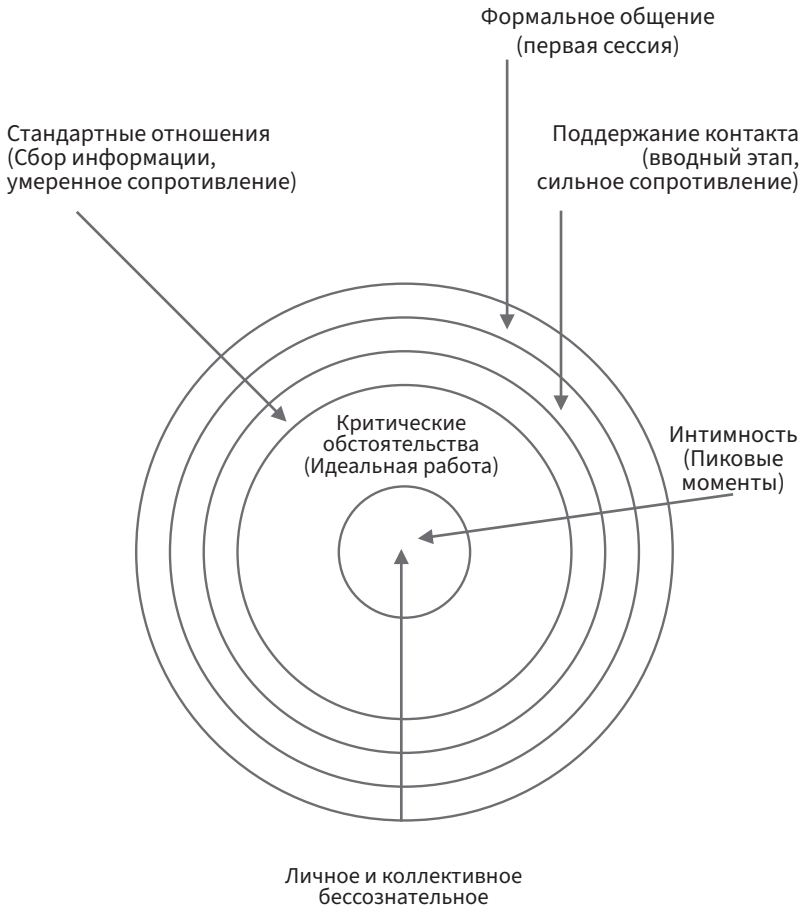 Формальное общение
(первая сессия)
Стандартные отношения
(Сбор информации,
умеренное сопротивление)
Поддержание контакта
(вводный этап,
сильное сопротивление)
Критические
обстоятельства
(Идеальная работа)
Интимность
(Пиковые
моменты)
Личное и коллективное
бессознательное